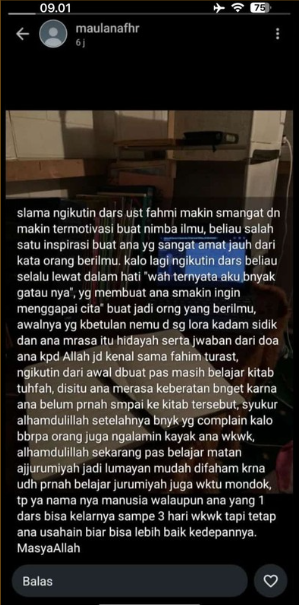 09.01
75
maulanafhr
6 j
slama ngikutin dars ust fahmi makin smangat dn
makin termotivasi buat nimba ilmu, beliau salah
satu inspirasi buat ana yg sangat amat jauh dari
kata orang berilmu. kalo lagi ngikutin dars beliau
selalu lewat dalam hati "wah ternyata aku bnyak
gatau nya", yg membuat ana smakin ingin
menggapai cita" buat jadi orng yang berilmu,
awalnya yg kbetulan nemu d sg lora kadam sidik
dan ana mrasa itu hidayah serta jwaban dari doa
ana kpd Allah jd kenal sama fahim turast,
ngikutin dari awal dbuat pas masih belajar kitab
tuhfah, disitu ana merasa keberatan bnget karna
ana belum prnah smpai ke kitab tersebut, syukur
alhamdulillah setelahnya bnyk yg complain kalo
bbrpa orang juga ngalamin kayak ana wkwk,
alhamdulillah sekarang pas belajar matan
ajjurumiyah jadi lumayan mudah difaham krna
udh prnah belajar jurumiyah juga wktu mondok,
tp ya nama nya manusia walaupun ana yang 1
dars bisa kelarnya sampe 3 hari wkwk tapi tetap
ana usahain biar bisa lebih baik kedepannya.
MasyaAllah
Balas